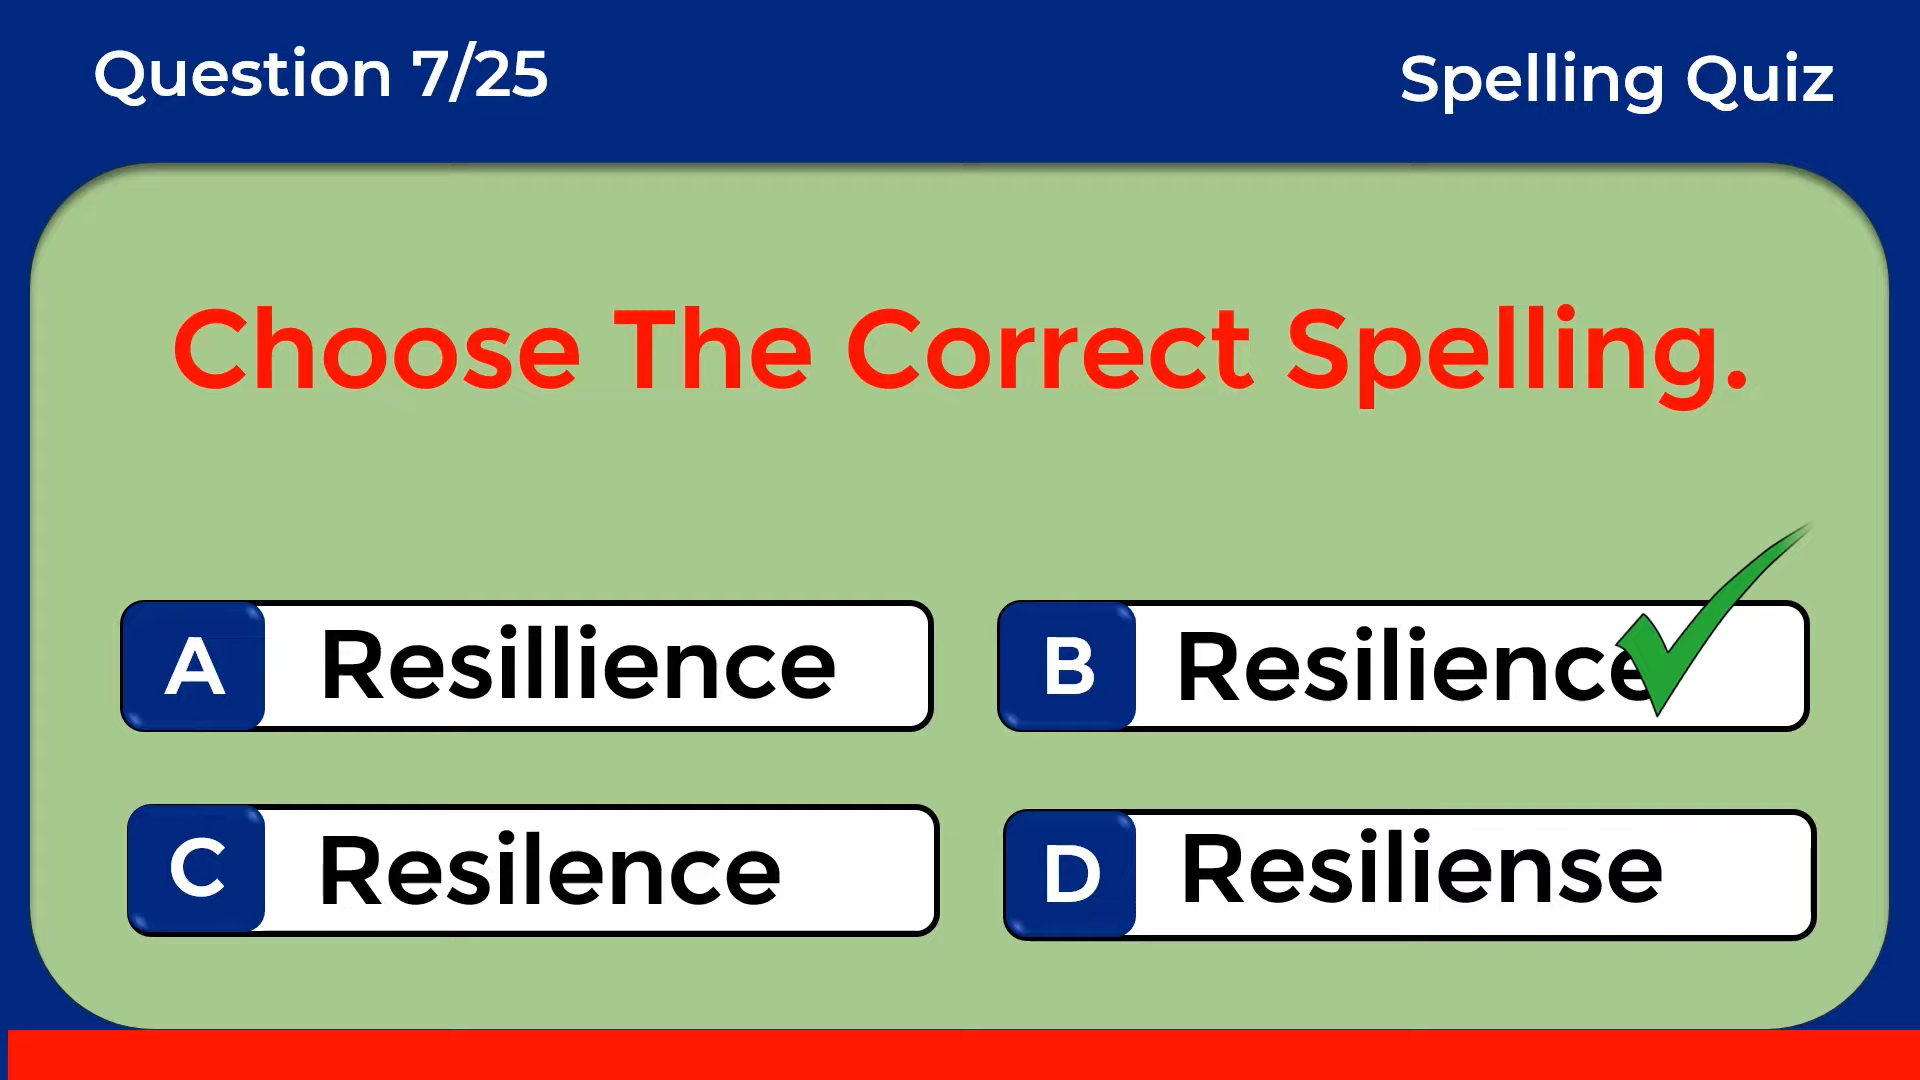 Question 7/25
Spelling Quiz
Choose The Correct Spelling.
A Resillience
B Resilience
C Resilence
D Resiliense